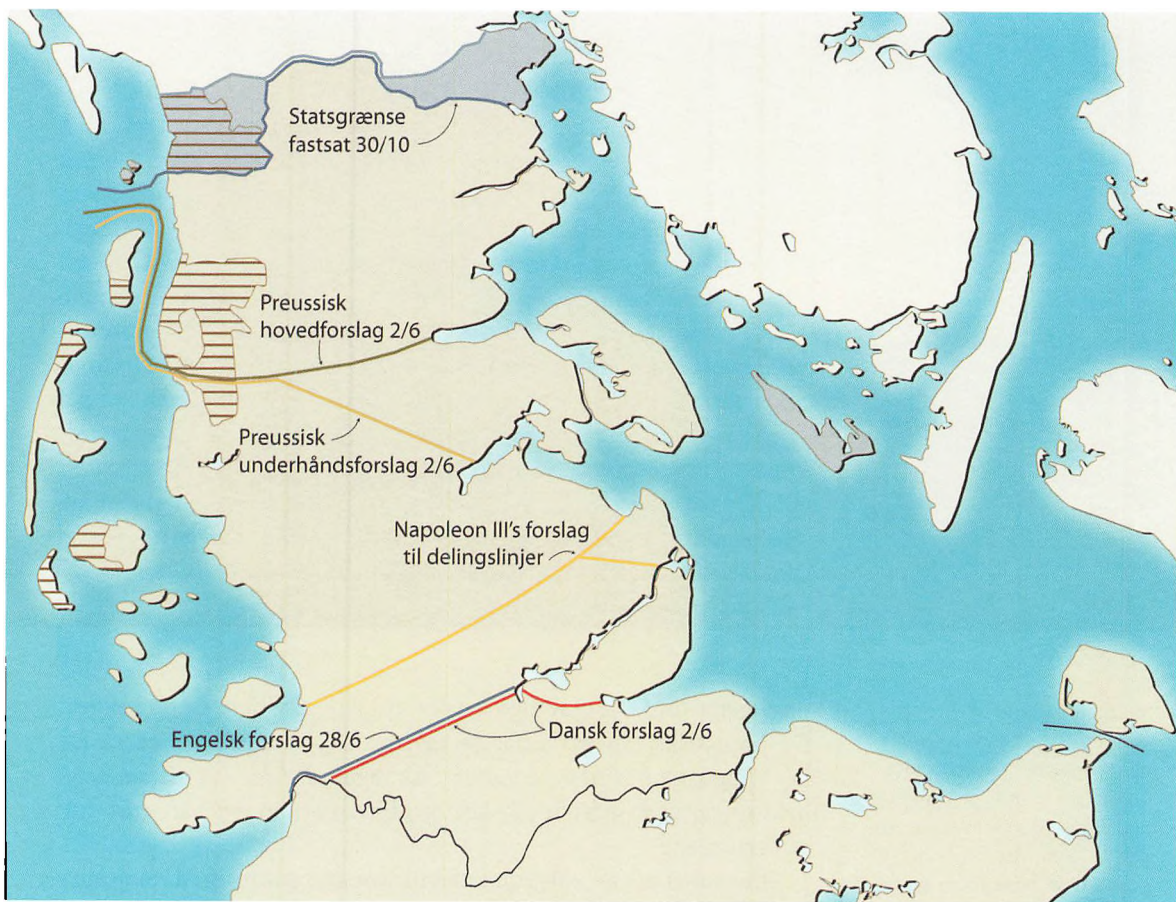 Statsgrænse
fastsat 30/10
Preussisk
hovedforslag 2/6
Preussisk
underhåndsforslag 2/6
Napoleon III's forslag
til delingslinjer
Engelsk forslag 28/6
Dansk forslag 2/6